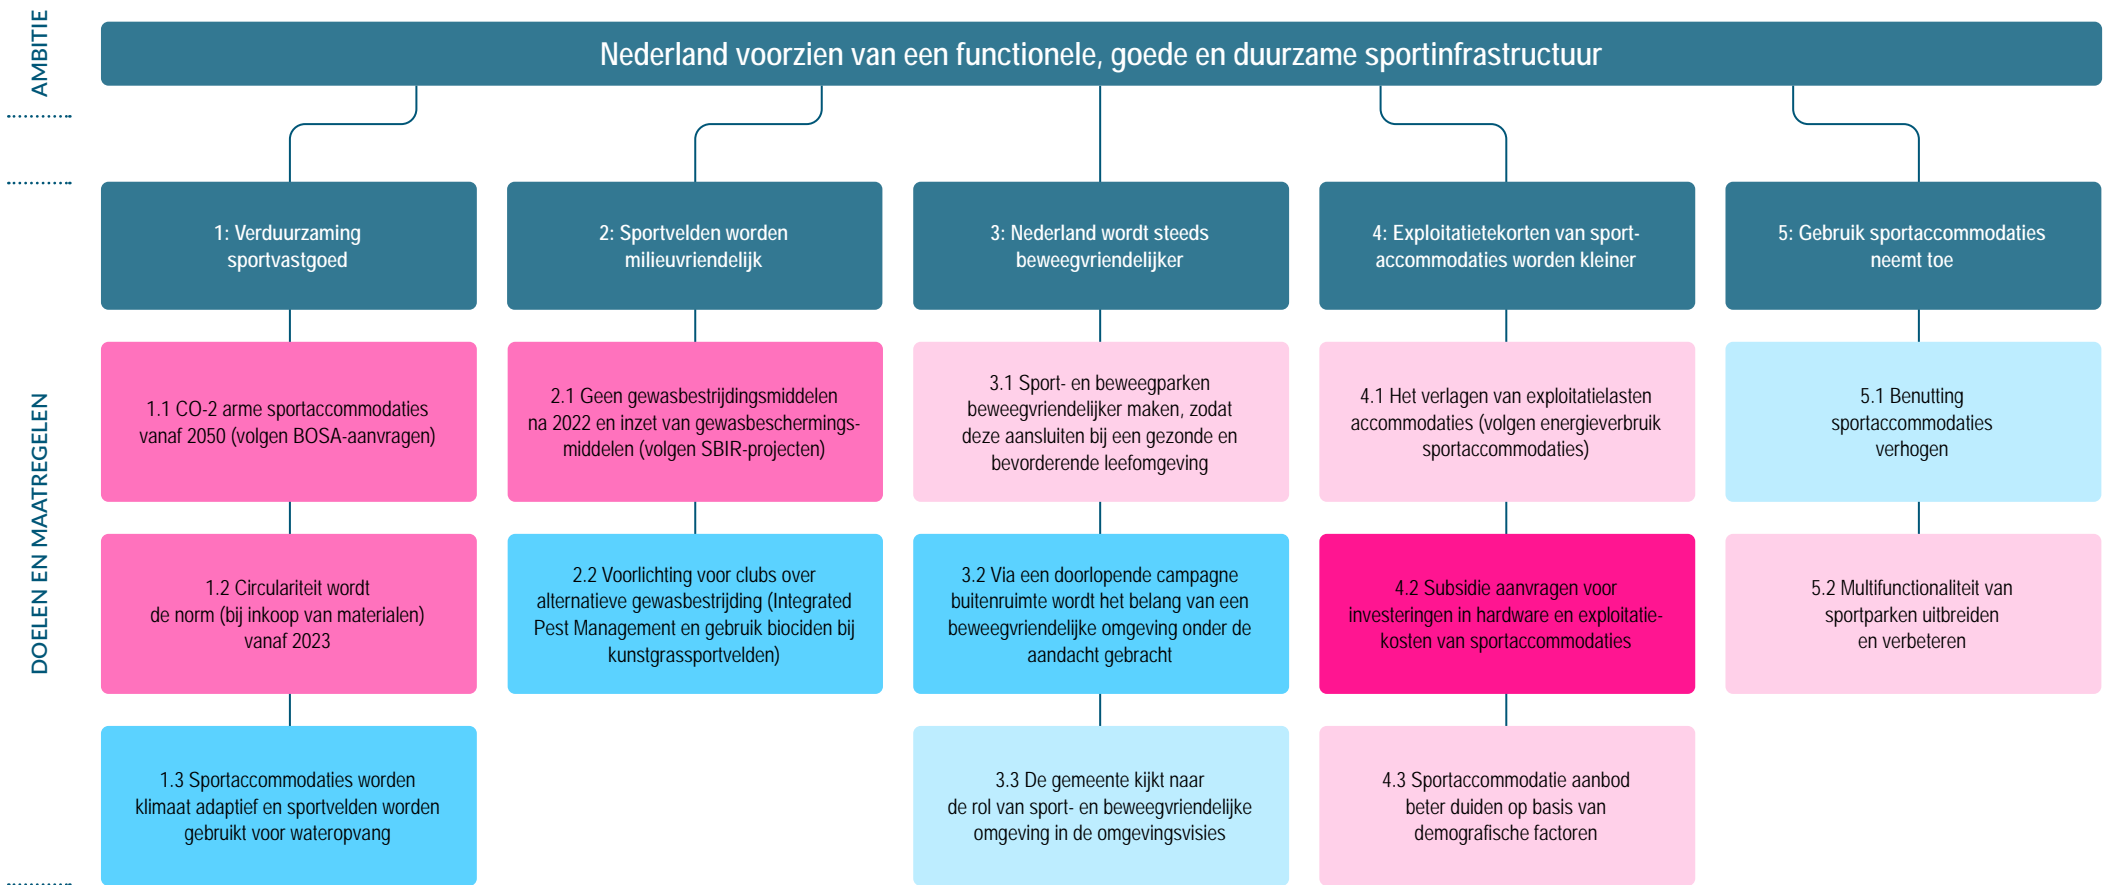 AMBITIE
Nederland voorzien van een functionele, goede en duurzame sportinfrastructuur
DOELEN EN MAATREGELEN
1: Verduurzaming
sportvastgoed
1.1 CO-2 arme sportaccommodaties
vanaf 2050 (volgen BOSA-aanvragen)
1.2 Circulariteit wordt
de norm (bij inkoop van materialen)
vanaf 2023
1.3 Sportaccommodaties worden
klimaat adaptief en sportvelden worden
gebruikt voor wateropvang
2: Sportvelden worden
milieuvriendelijk
2.1 Geen gewasbestrijdingsmiddelen
na 2022 en inzet van gewasbeschermings-
middelen (volgen SBIR-projecten)
2.2 Voorlichting voor clubs over
alternatieve gewasbestrijding (Integrated
Pest Management en gebruik biociden bij
kunstgrassportvelden)
3: Nederland wordt steeds
beweegvriendelijker
3.1 Sport- en beweegparken
beweegvriendelijker maken, zodat
deze aansluiten bij een gezonde en
bevorderende leefomgeving
3.2 Via een doorlopende campagne
buitenruimte wordt het belang van een
beweegvriendelijke omgeving onder de
aandacht gebracht
3.3 De gemeente kijkt naar
de rol van sport- en beweegvriendelijke
omgeving in de omgevingsvisies
4: Exploitatietekorten van sport-
accommodaties worden kleiner
4.1 Het verlagen van exploitatielasten
accommodaties (volgen energieverbruik
sportaccommodaties)
4.2 Subsidie aanvragen voor
investeringen in hardware en exploitatie-
kosten van sportaccommodaties
4.3 Sportaccommodatie aanbod
beter duiden op basis van
demografische factoren
5: Gebruik sportaccommodaties
neemt toe
5.1 Benutting
sportaccommodaties
verhogen
5.2 Multifunctionaliteit van
sportparken uitbreiden
en verbeteren